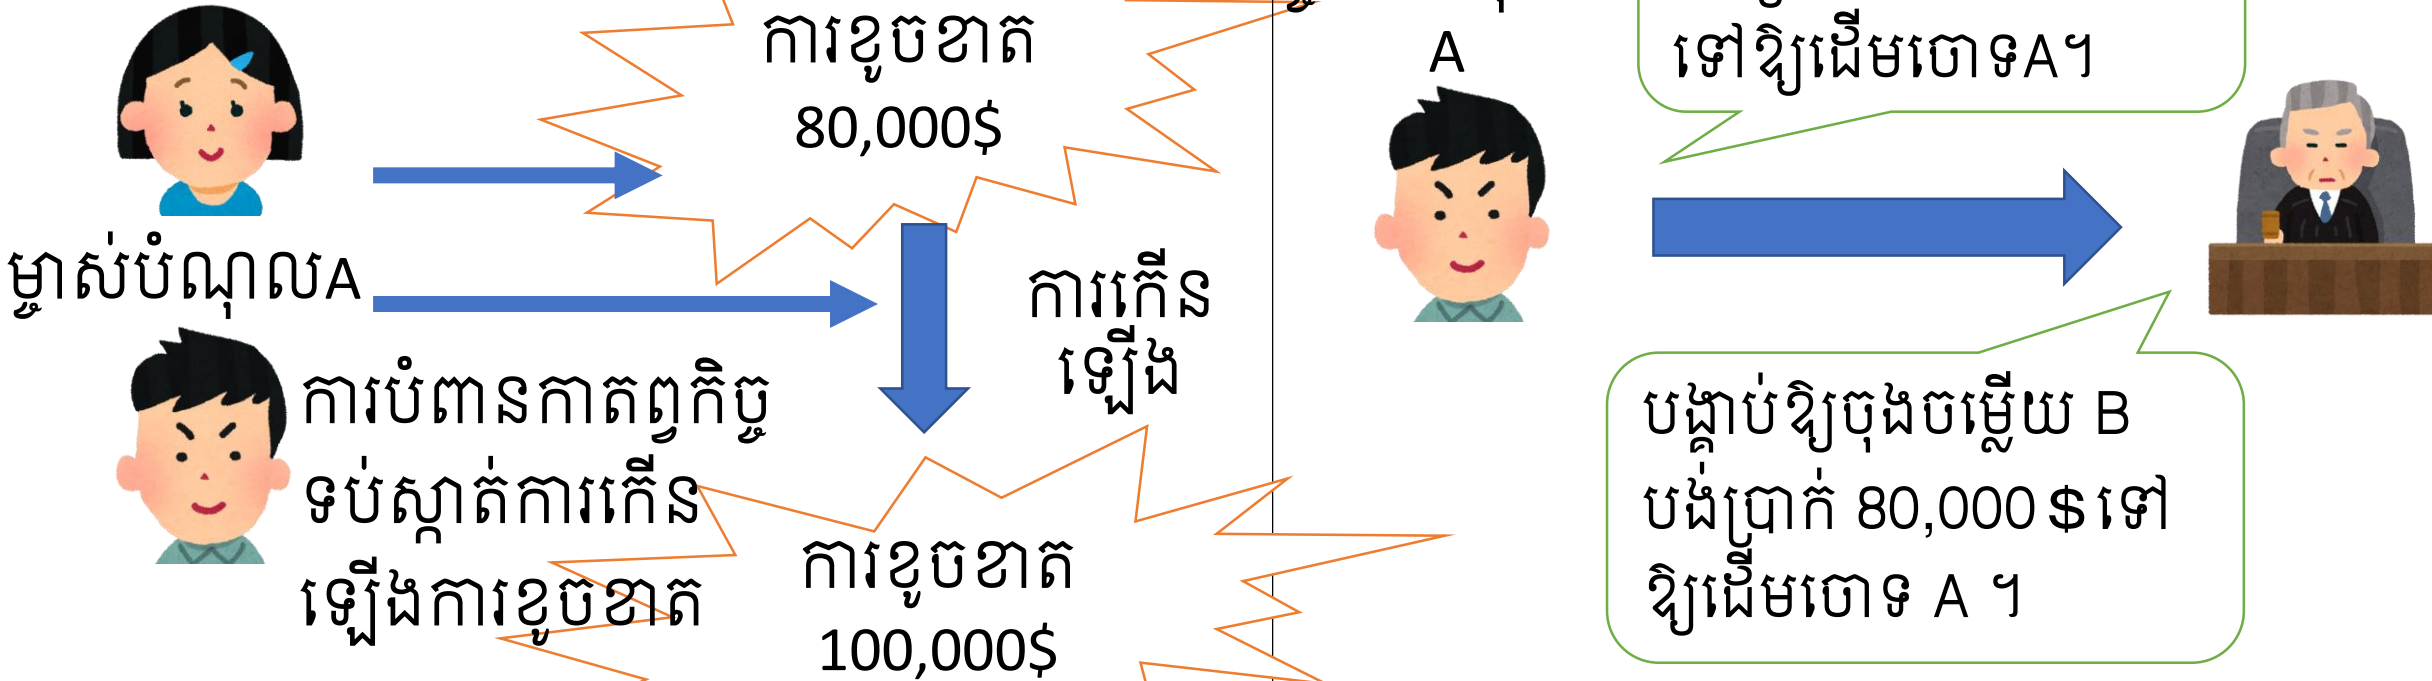 ការខូចខាត
80,000$
ម្ចាស់បំណុលA
ការបំពានកាតព្វកិច្ច
ទប់ស្កាត់ការកើន
ឡើងការខូចខាត
ការកើន
ឡើង
ការខូចខាត
100,000$
A
ទៅឱ្យដើមចោទA។
បង្គាប់ឱ្យចុងចម្លើយ B
បង់ប្រាក់ 80,000 $ ទៅ
ឱ្យដើមចោទ A ។